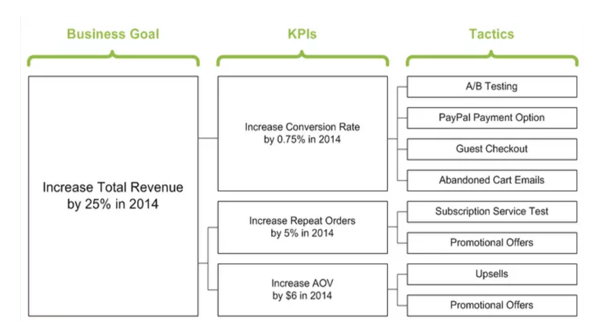 Business Goal
KPIs
Tactics
Increase Total Revenue
by 25% in 2014
Increase Conversion Rate
by 0.75% in 2014
A/B Testing
PayPal Payment Option
Guest Checkout
Abandoned Cart Emails
Increase Repeat Orders
by 5% in 2014
Subscription Service Test
Promotional Offers
Increase AOV
by $6 in 2014
Upsells
Promotional Offers